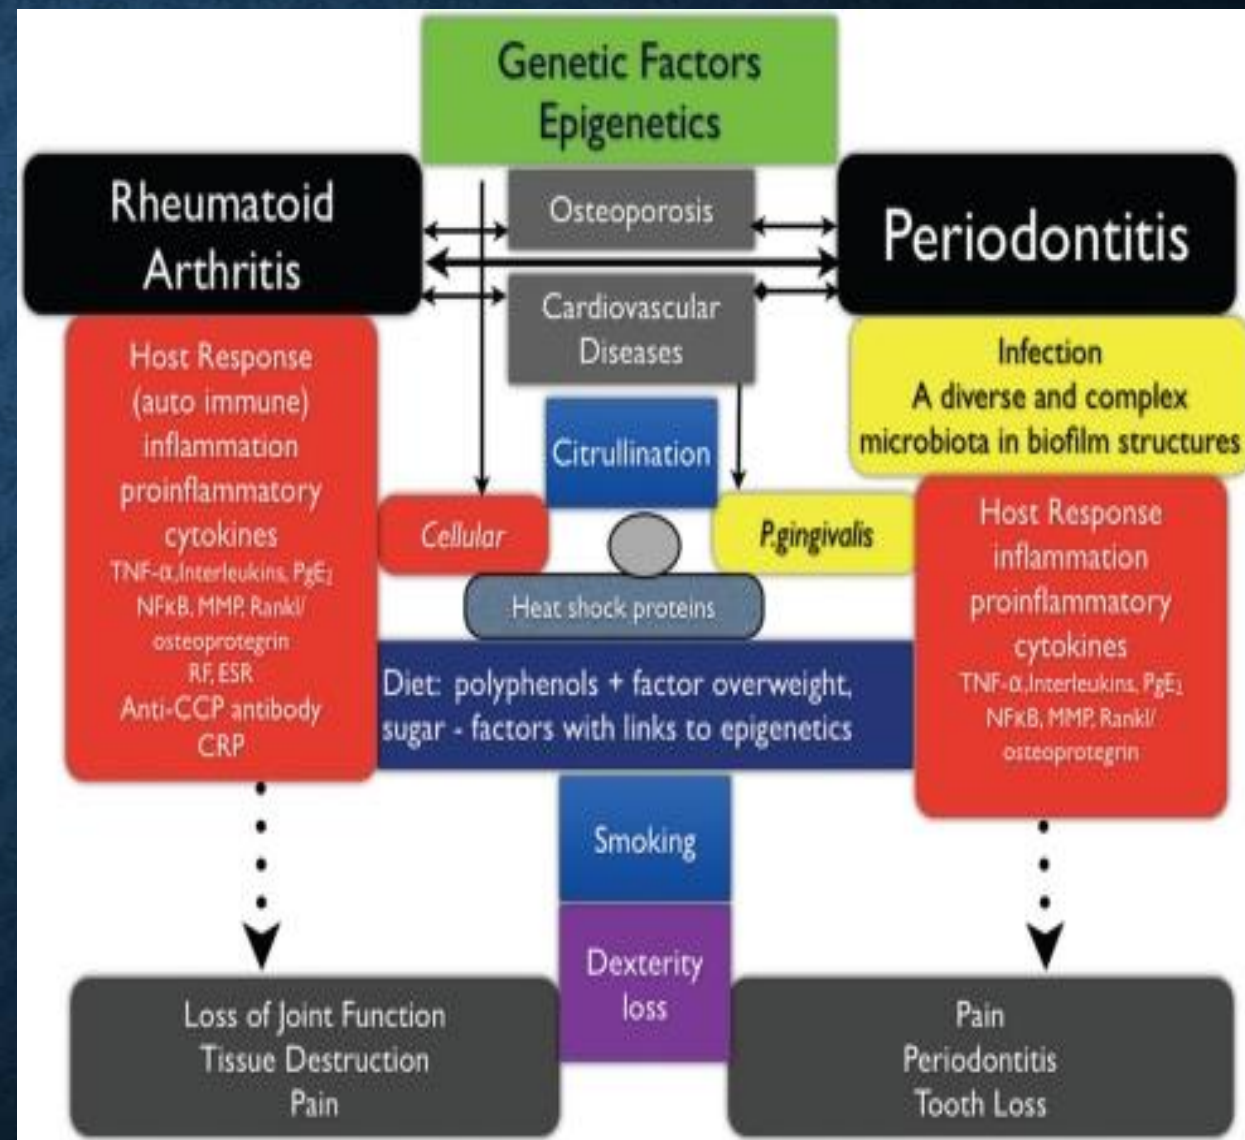 Genetic Factors
Epigenetics
Rheumatoid
Arthritis
Osteoporosis
Cardiovascular
Diseases
Periodontitis
Host Response
(auto immune)
inflammation
proinflammatory
cytokines
TNF-α,Interleukins, PgE₂
NFκB, MMP, Rankl/
osteoprotegrin
RF, ESR
Anti-CCP antibody
CRP
Infection
A diverse and complex
microbiota in biofilm structures
Citrullination
Cellular
P.gingivalis
Heat shock proteins
Host Response
inflammation
proinflammatory
cytokines
TNF-α,Interleukins, PgE₂
NFκB, MMP, Rankl/
osteoprotegrin
Diet: polyphenols + factor overweight,
sugar - factors with links to epigenetics
Smoking
Dexterity
loss
Loss of Joint Function
Tissue Destruction
Pain
Pain
Periodontitis
Tooth Loss